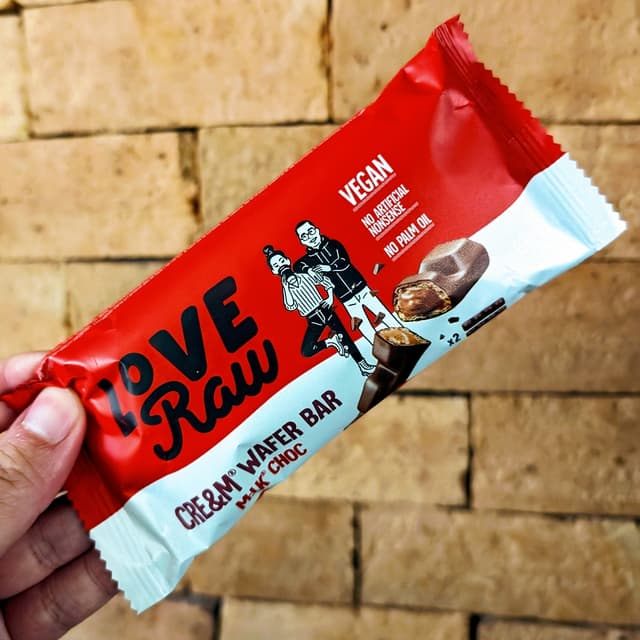 VEGAN
NO ARTIFICIAL
NONSENSE
NO PALM OIL
LOVE
Raw
x2
CRE&M® WAFER BAR
M:LK CHOC